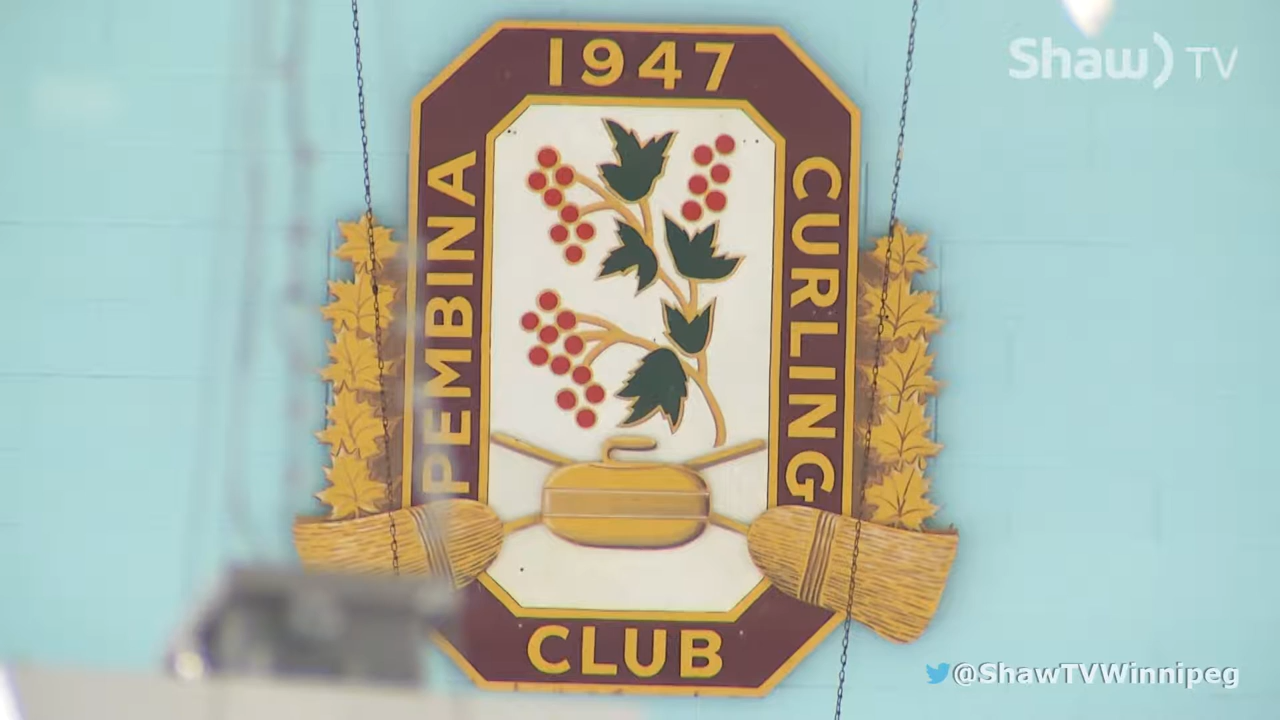 1947
PEMBINA
CURLING
CLUB
Shaw) TV
@ShawTVWinnipeg